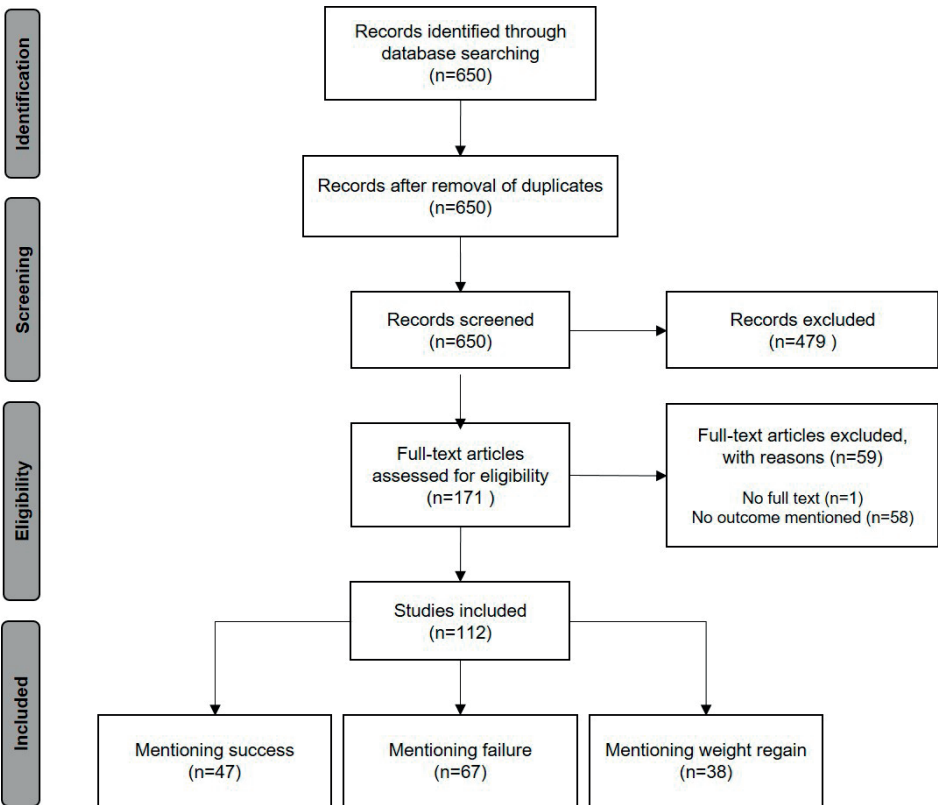 Identification
Records identified through
database searching
(n=650)
Records after removal of duplicates
(n=650)
Screening
Records screened
(n=650)
Records excluded
(n=479 )
Eligibility
Full-text articles
assessed for eligibility
(n=171 )
Full-text articles excluded,
with reasons (n=59)
No full text (n=1)
No outcome mentioned (n=58)
Included
Studies included
(n=112)
Mentioning success
(n=47)
Mentioning failure
(n=67)
Mentioning weight regain
(n=38)